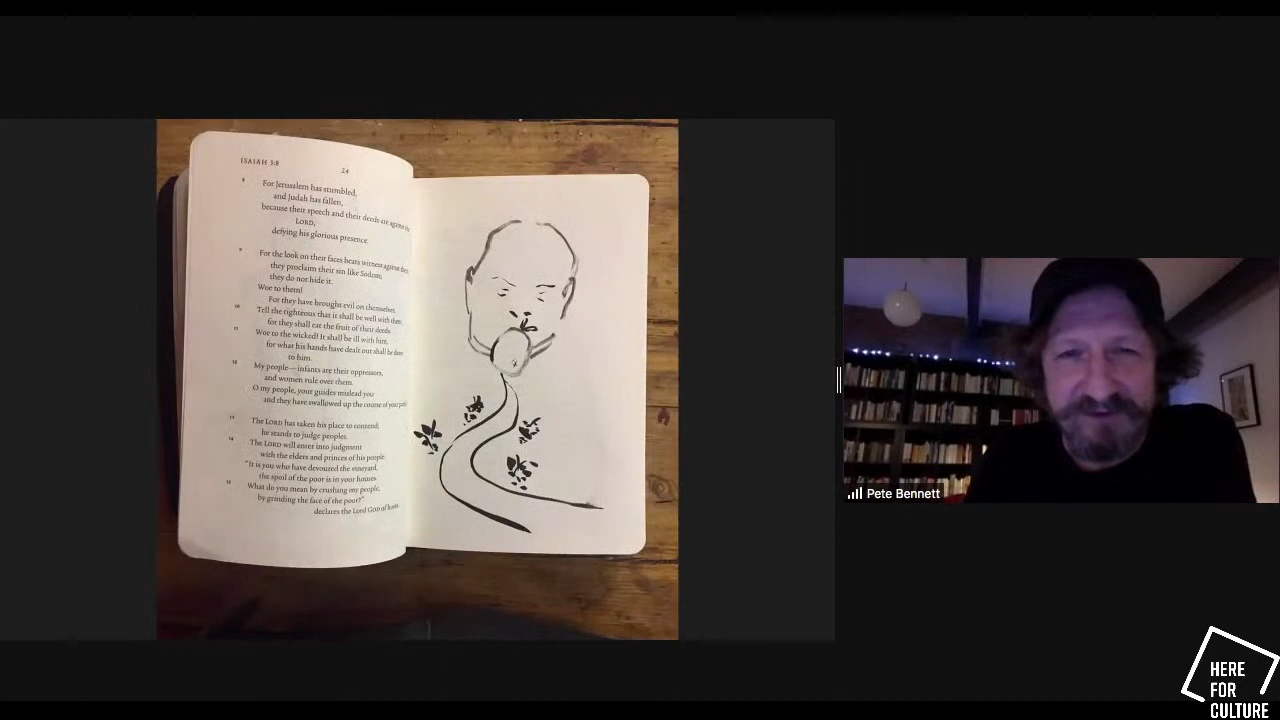 ISAIAH 3:8
24
8
For Jerusalem has stumbled,
and Judah has fallen,
because their speech and their deeds are against the
LORD,
defying his glorious presence.
9
For the look on their faces bears witness against them;
they proclaim their sin like Sodom;
they do not hide it.
Woe to them!
For they have brought evil on themselves.
10
Tell the righteous that it shall be well with them,
for they shall eat the fruit of their deeds.
11
Woe to the wicked! It shall be ill with him,
for what his hands have dealt out shall be done
to him.
12
My people—infants are their oppressors,
and women rule over them.
O my people, your guides mislead you
and they have swallowed up the course of your paths.
13
The LORD has taken his place to contend;
he stands to judge peoples.
14
The LORD will enter into judgment
with the elders and princes of his people:
"It is you who have devoured the vineyard,
the spoil of the poor is in your houses.
15
What do you mean by crushing my people,
by grinding the face of the poor?"
declares the Lord GOD of hosts.
Pete Bennett
HERE
FOR
CULTURE